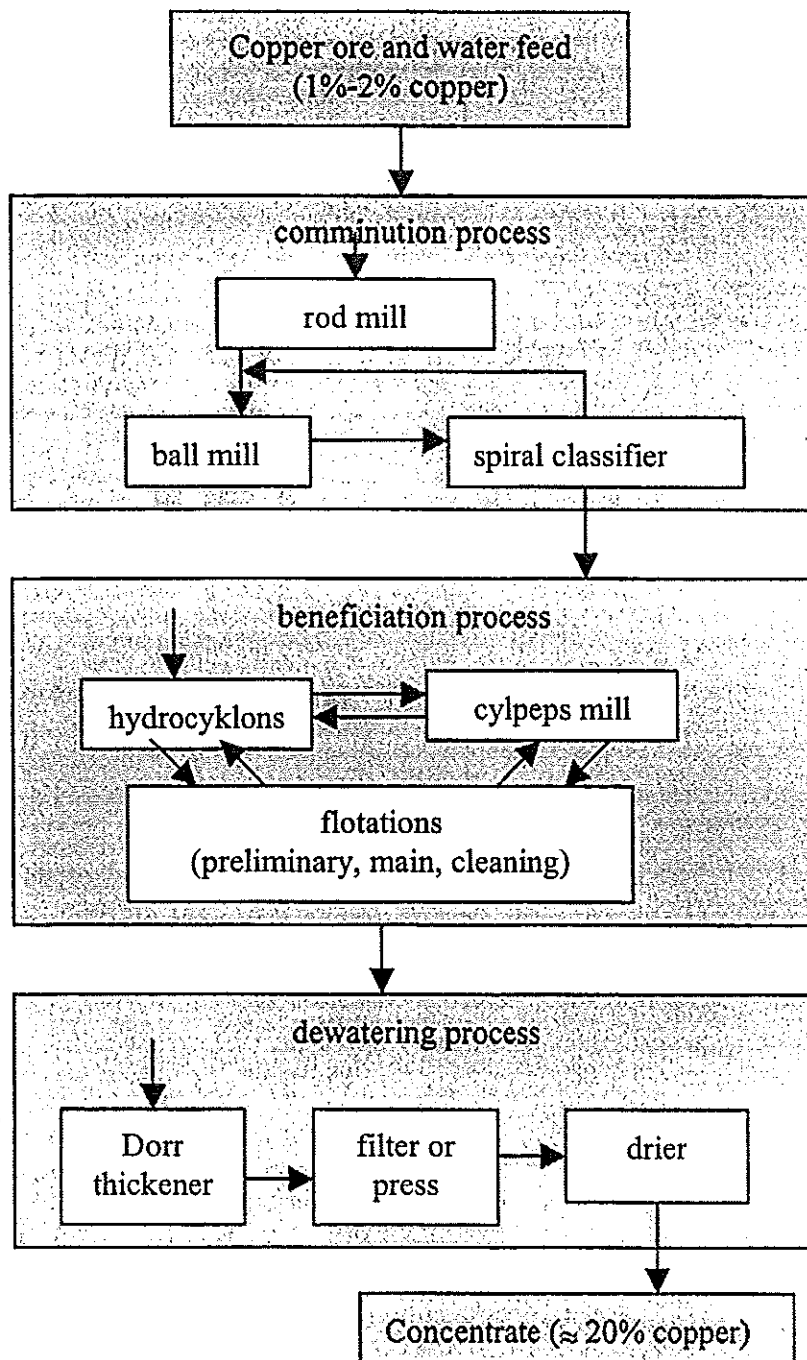 Copper ore and water feed
(1%-2% copper)
comminution process
rod mill
ball mill
spiral classifier
beneficiation process
hydrocyklons
cylpeps mill
flotations
(preliminary, main, cleaning)
dewatering process
Dorr
thickener
filter or
press
drier
Concentrate (≈ 20% copper)